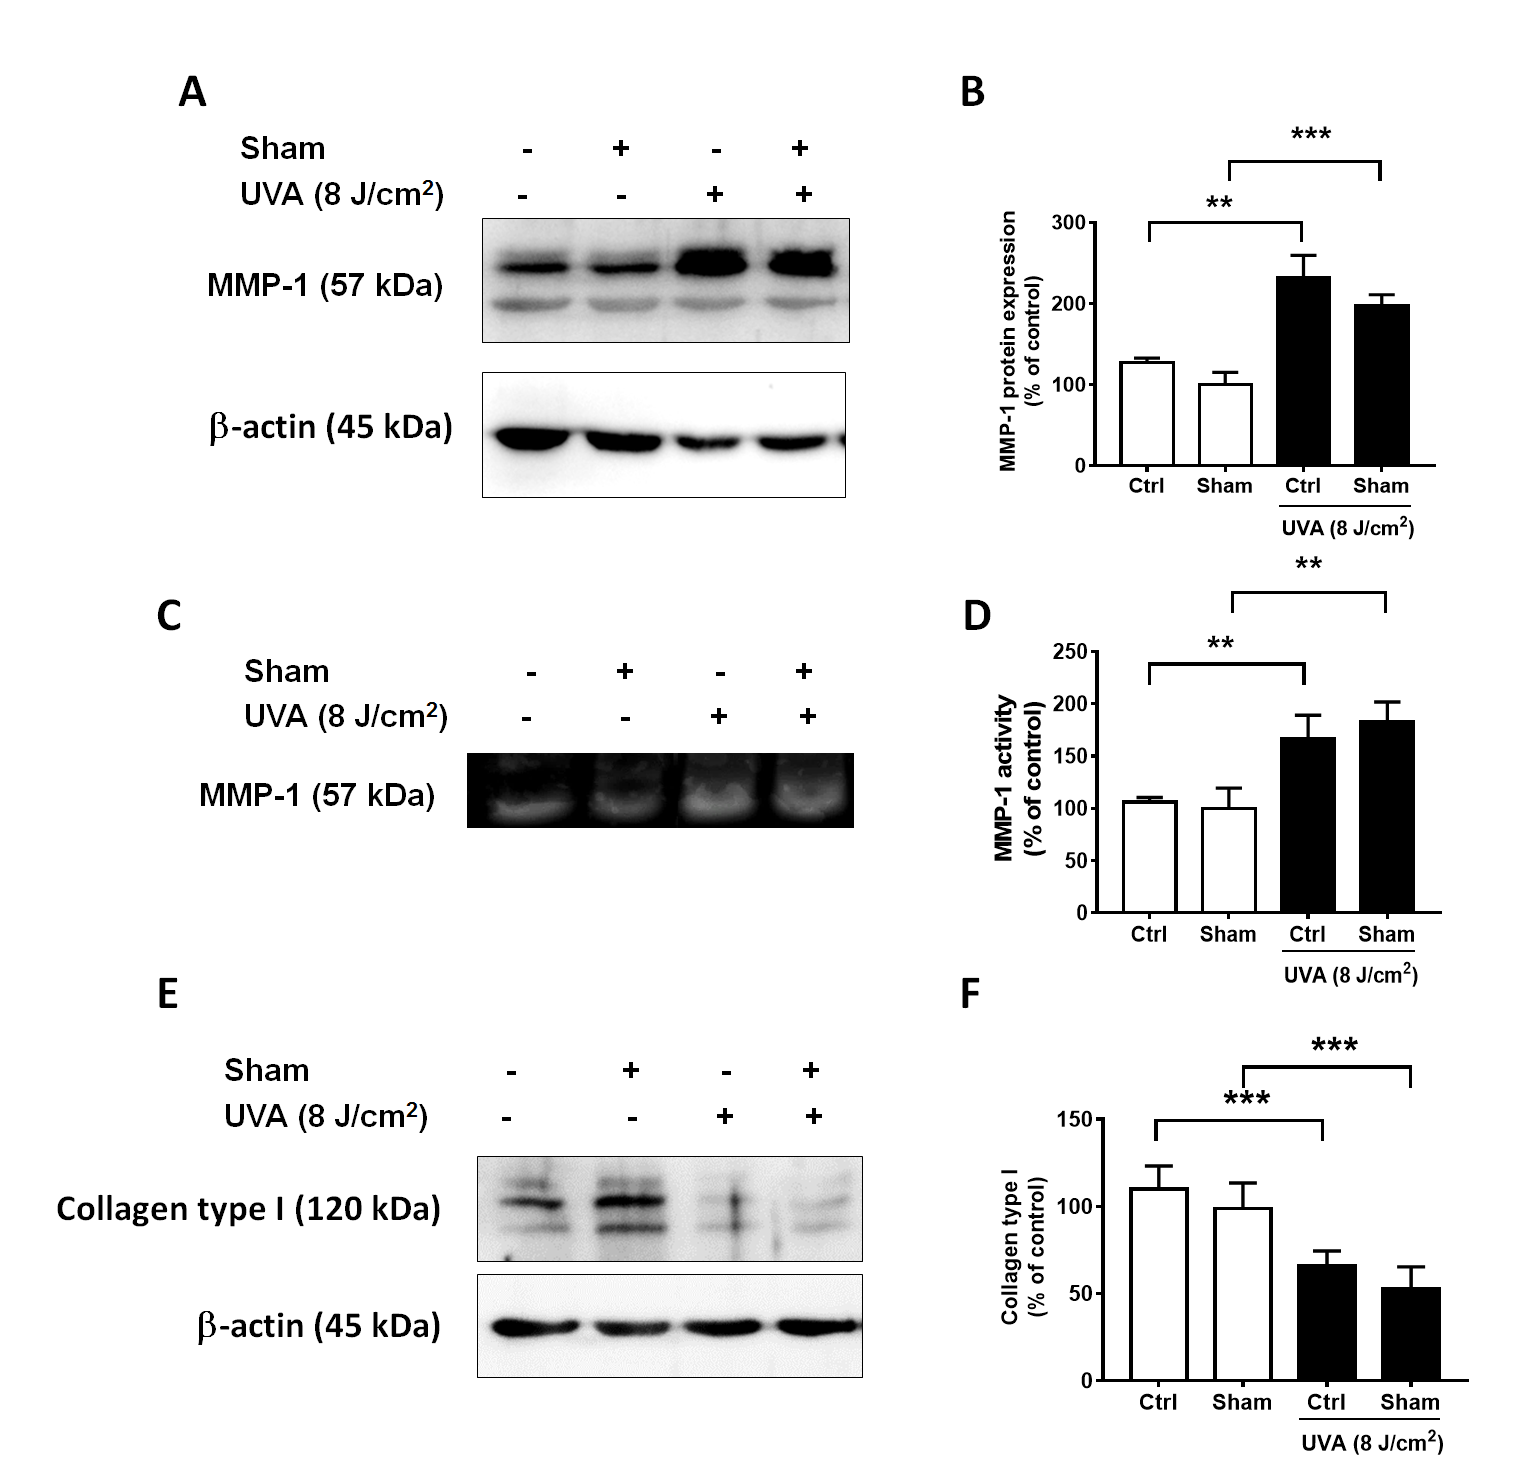 A
Sham - + - +
UVA (8 J/cm2) - - + +
MMP-1 (57 kDa)
β-actin (45 kDa)
B
***
**
MMP-1 protein expression
(% of control)
300
200
100
0
Ctrl Sham Ctrl Sham
UVA (8 J/cm2)
C
Sham - + - +
UVA (8 J/cm2) - - + +
MMP-1 (57 kDa)
D
**
**
MMP-1 activity
(% of control)
250
200
150
100
50
0
Ctrl Sham Ctrl Sham
UVA (8 J/cm2)
E
Sham - + - +
UVA (8 J/cm2) - - + +
Collagen type I (120 kDa)
β-actin (45 kDa)
F
***
***
Collagen type I
(% of control)
150
100
50
0
Ctrl Sham Ctrl Sham
UVA (8 J/cm2)